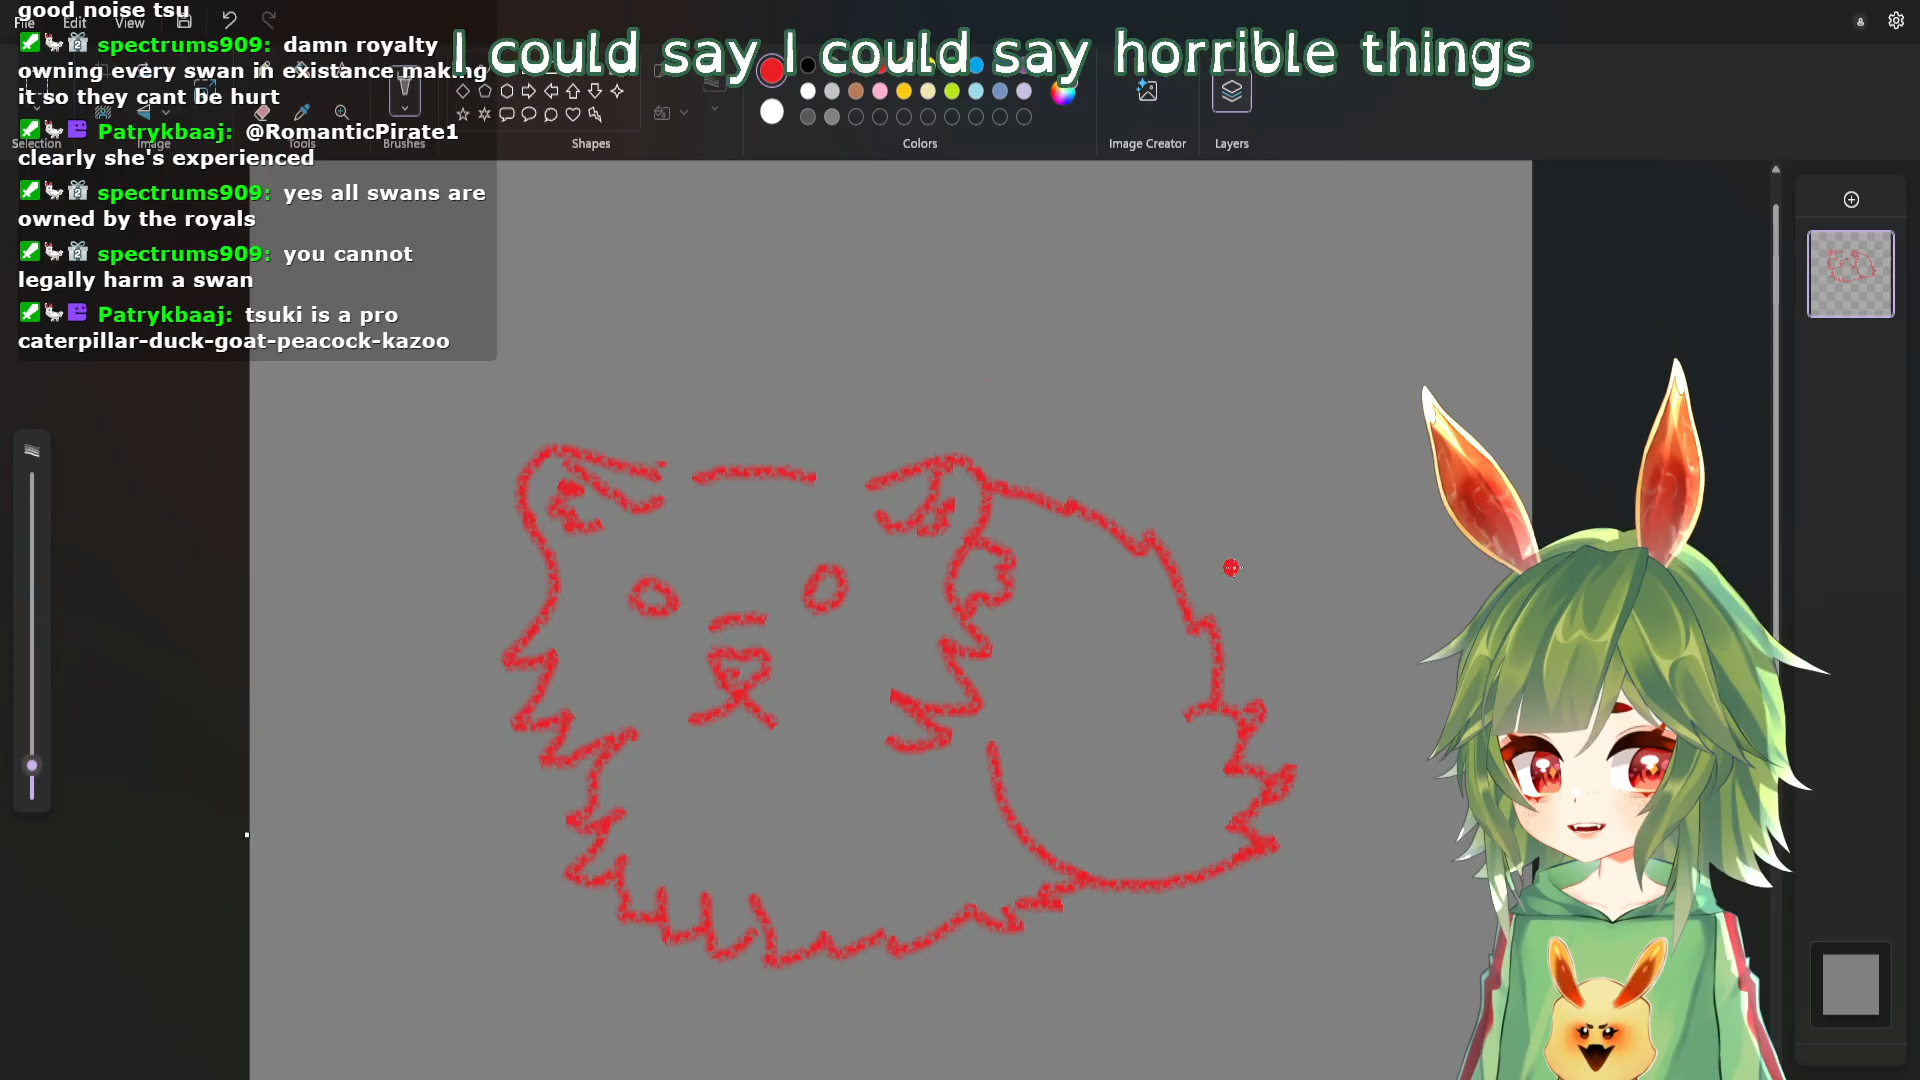 good noise tsu
File Edit View
I could say I could say horrible things
spectrums909: damn royalty
owning every swan in existance making
it so they cant be hurt
Patrykbaaj: @RomanticPirate1
clearly she's experienced
spectrums909: yes all swans are
owned by the royals
spectrums909: you cannot
legally harm a swan
Patrykbaaj: tsuki is a pro
caterpillar-duck-goat-peacock-kazoo
Selection Image Tools Brushes Shapes Colors Image Creator Layers